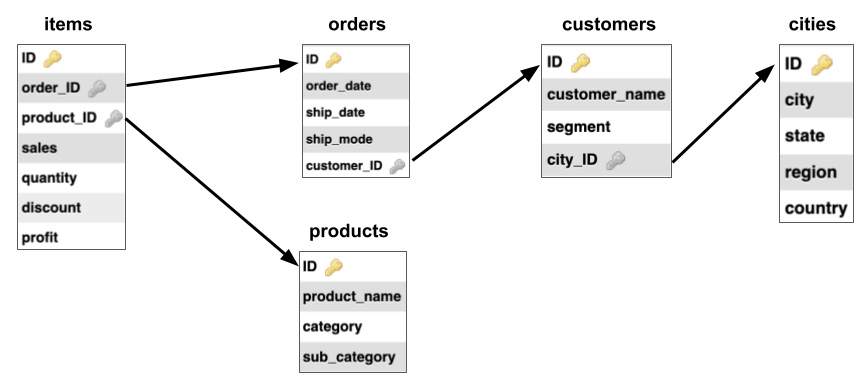 items
ID
order_ID
product_ID
sales
quantity
discount
profit
orders
ID
order_date
ship_date
ship_mode
customer_ID
customers
ID
customer_name
segment
city_ID
cities
ID
city
state
region
country
products
ID
product_name
category
sub_category